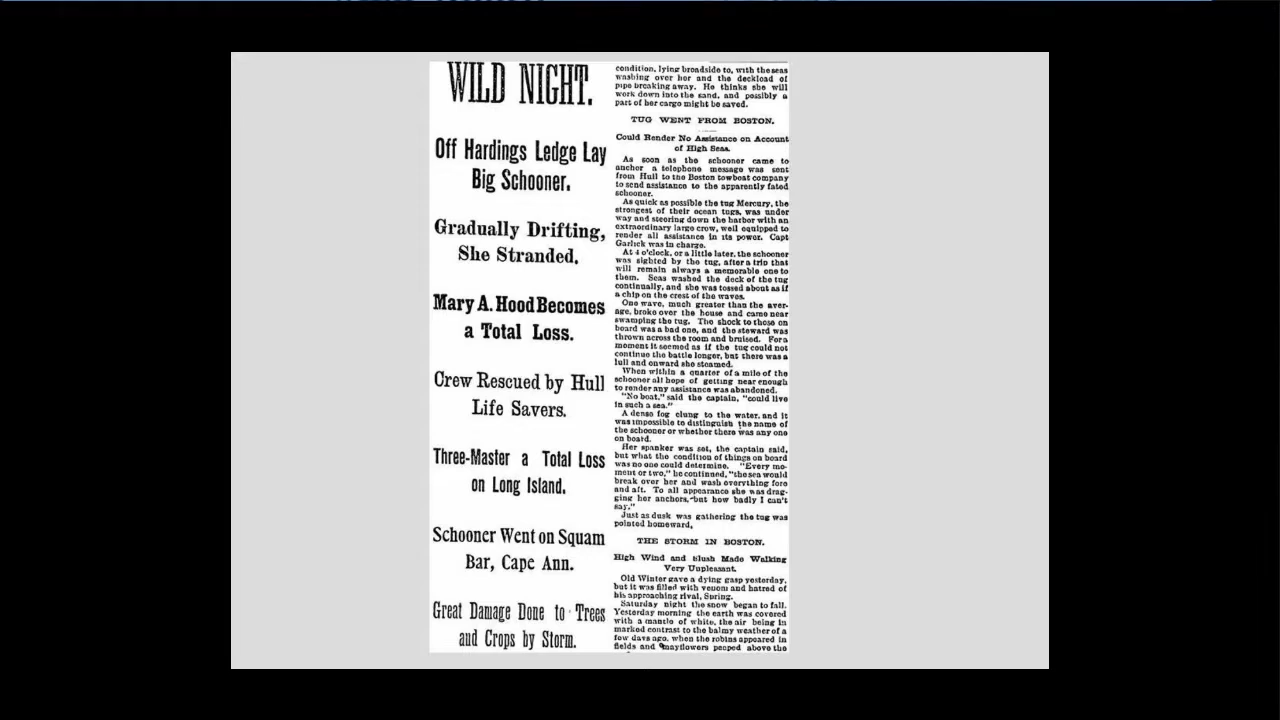 WILD NIGHT.
Off Hardings Ledge Lay
Big Schooner.
Gradually Drifting,
She Stranded.
Mary A. Hood Becomes
a Total Loss.
Crew Rescued by Hull
Life Savers.
Three-Master a Total Loss
on Long Island.
Schooner Went on Squam
Bar, Cape Ann.
Great Damage Done to Trees
and Crops by Storm.
condition, lying broadside to, with the seas
washing over her and the deckload of
pipe breaking away. He thinks she will
work down into the sand, and possibly a
part of her cargo might be saved.
TUG WENT FROM BOSTON.
Could Render No Assistance on Account
of High Seas.
As soon as the schooner came to
anchor a telephone message was sent
from Hull to the Boston towboat company
to send assistance to the apparently fated
schooner.
As quick as possible the tug Mercury, the
strongest of their ocean tugs, was under
way and steering down the harbor with an
extraordinary large crew, well equipped to
render all assistance in its power. Capt
Garlick was in charge.
At 4 o'clock, or a little later, the schooner
was sighted by the tug, after a trip that
will remain always a memorable one to
them. Seas washed the deck of the tug
continually, and she was tossed about as if
a chip on the crest of the waves.
One wave, much greater than the aver-
age, broke over the house and came near
swamping the tug. The shock to those on
board was a bad one, and the steward was
thrown across the room and bruised. For a
moment it seemed as if the tug could not
continue the battle longer, but there was a
lull and onward she steamed.
When within a quarter of a mile of the
schooner all hope of getting near enough
to render any assistance was abandoned.
"No boat," said the captain, "could live
in such a sea."
A dense fog clung to the water, and it
was impossible to distinguish the name of
the schooner or whether there was any one
on board.
Her spanker was set, the captain said,
but what the condition of things on board
was no one could determine. "Every mo-
ment or two," he continued, "the sea would
break over her and wash everything fore
and aft. To all appearance she was drag-
ging her anchors, but how badly I can't
say."
Just as dusk was gathering the tug was
pointed homeward,
THE STORM IN BOSTON.
High Wind and Slush Made Walking
Very Unpleasant.
Old Winter gave a dying gasp yesterday,
but it was filled with venom and hatred of
his approaching rival, Spring.
Saturday night the snow began to fall.
Yesterday morning the earth was covered
with a mantle of white, the air being in
marked contrast to the balmy weather of a
few days ago, when the robins appeared in
fields and mayflowers peeped above the